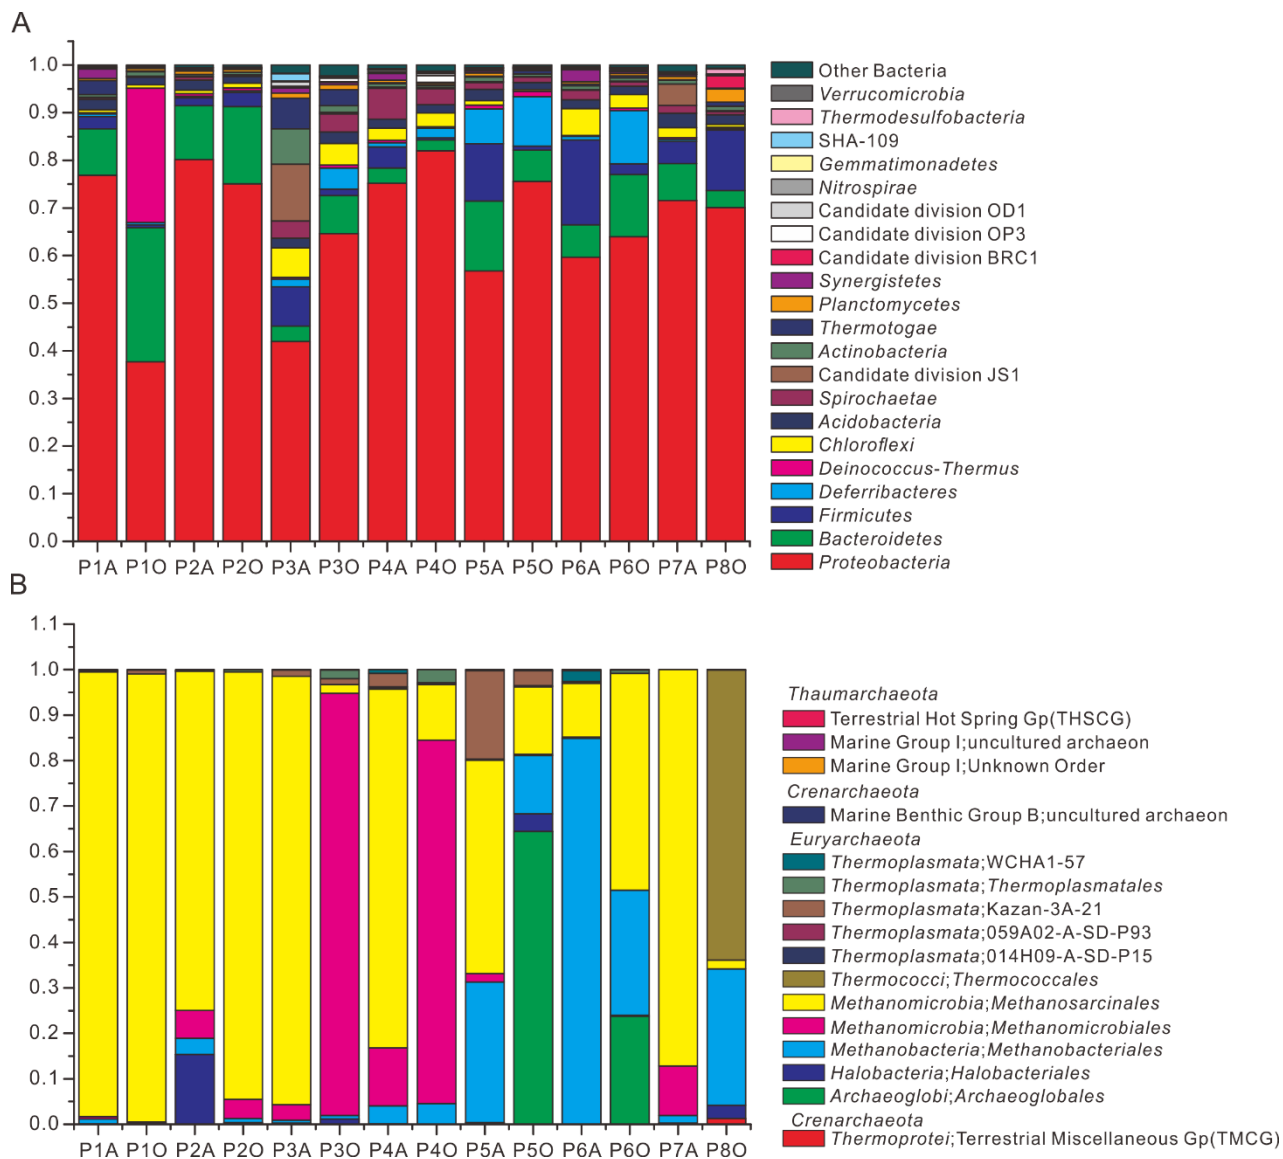 A
1.0
0.9
0.8
0.7
0.6
0.5
0.4
0.3
0.2
0.1
0.0
P1A P1O P2A P2O P3A P3O P4A P4O P5A P5O P6A P6O P7A P8O
Other Bacteria
Verrucomicrobia
Thermodesulfobacteria
SHA-109
Gemmatimonadetes
Nitrospirae
Candidate division OD1
Candidate division OP3
Candidate division BRC1
Synergistetes
Planctomycetes
Thermotogae
Actinobacteria
Candidate division JS1
Spirochaetae
Acidobacteria
Chloroflexi
Deinococcus-Thermus
Deferribacteres
Firmicutes
Bacteroidetes
Proteobacteria
B
1.1
1.0
0.9
0.8
0.7
0.6
0.5
0.4
0.3
0.2
0.1
0.0
P1A P1O P2A P2O P3A P3O P4A P4O P5A P5O P6A P6O P7A P8O
Thaumarchaeota
Terrestrial Hot Spring Gp(THSCG)
Marine Group I;uncultured archaeon
Marine Group I;Unknown Order
Crenarchaeota
Marine Benthic Group B;uncultured archaeon
Euryarchaeota
Thermoplasmata;WCHA1-57
Thermoplasmata;Thermoplasmatales
Thermoplasmata;Kazan-3A-21
Thermoplasmata;059A02-A-SD-P93
Thermoplasmata;014H09-A-SD-P15
Thermococci;Thermococcales
Methanomicrobia;Methanosarcinales
Methanomicrobia;Methanomicrobiales
Methanobacteria;Methanobacteriales
Halobacteria;Halobacteriales
Archaeoglobi;Archaeoglobales
Crenarchaeota
Thermoprotei;Terrestrial Miscellaneous Gp(TMCG)